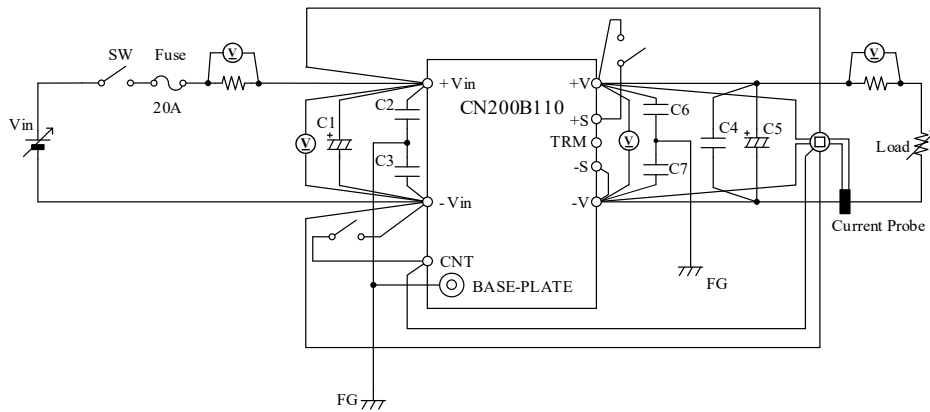 SW
Fuse
V
20A
Vin
V
C1
+
C2
C3
+Vin
-Vin
CNT
BASE-PLATE
CN200B110
+V
+S
TRM
-S
-V
C6
V
C7
C4
C5
+
V
Load
Current Probe
FG
FG